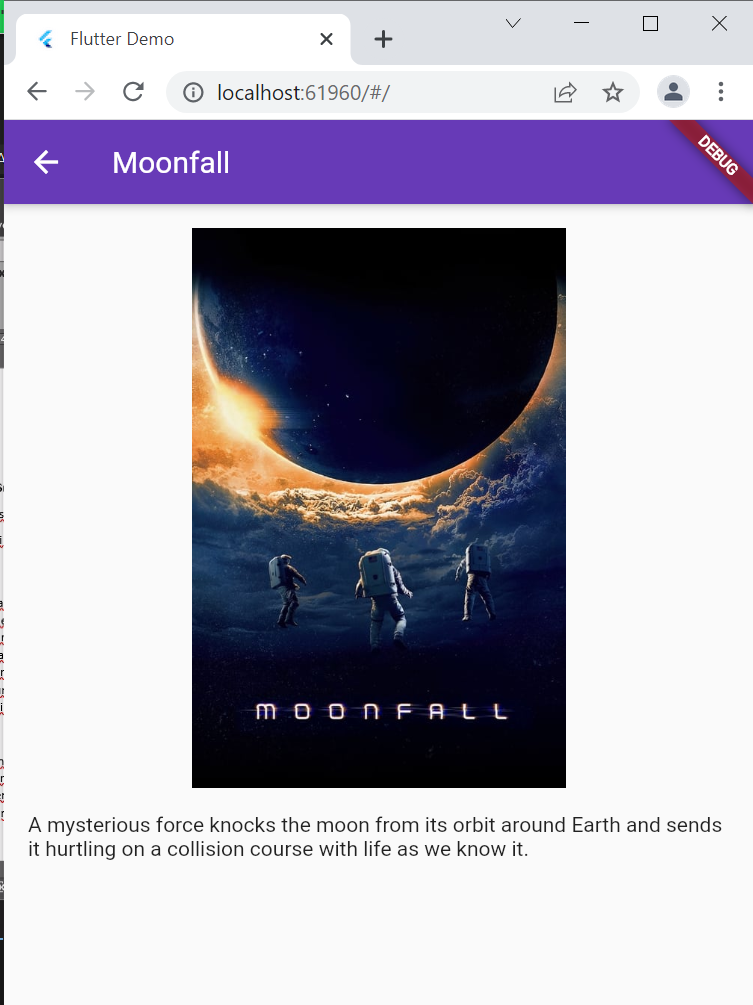 Flutter Demo
localhost:61960/#/
Moonfall
DEBUG
MOONFALL
A mysterious force knocks the moon from its orbit around Earth and sends
it hurtling on a collision course with life as we know it.